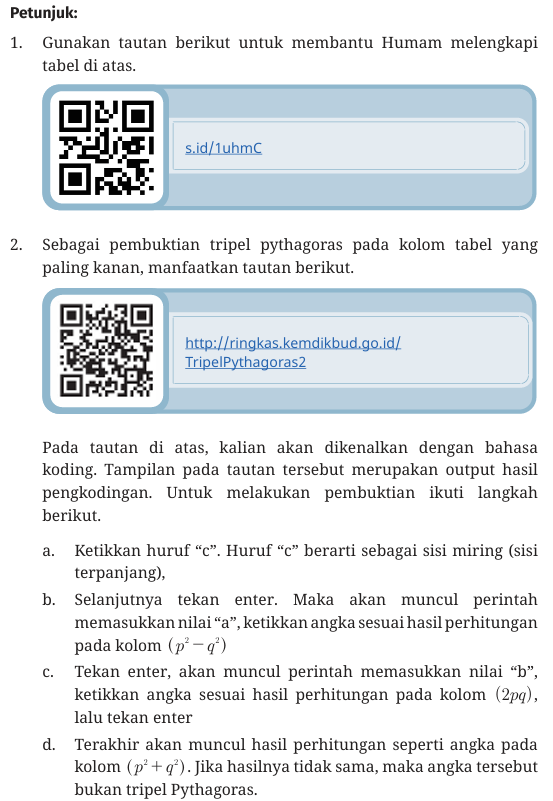 Petunjuk:
1. Gunakan tautan berikut untuk membantu Humam melengkapi
tabel di atas.
s.id/1uhmC
2. Sebagai pembuktian tripel pythagoras pada kolom tabel yang
paling kanan, manfaatkan tautan berikut.
http://ringkas.kemdikbud.go.id/
TripelPythagoras2
Pada tautan di atas, kalian akan dikenalkan dengan bahasa
koding. Tampilan pada tautan tersebut merupakan output hasil
pengkodingan. Untuk melakukan pembuktian ikuti langkah
berikut.
a. Ketikkan huruf “c”. Huruf “c” berarti sebagai sisi miring (sisi
terpanjang),
b. Selanjutnya tekan enter. Maka akan muncul perintah
memasukkan nilai “a”, ketikkan angka sesuai hasil perhitungan
pada kolom (p² − q²)
c. Tekan enter, akan muncul perintah memasukkan nilai “b”,
ketikkan angka sesuai hasil perhitungan pada kolom (2pq),
lalu tekan enter
d. Terakhir akan muncul hasil perhitungan seperti angka pada
kolom (p² + q²). Jika hasilnya tidak sama, maka angka tersebut
bukan tripel Pythagoras.